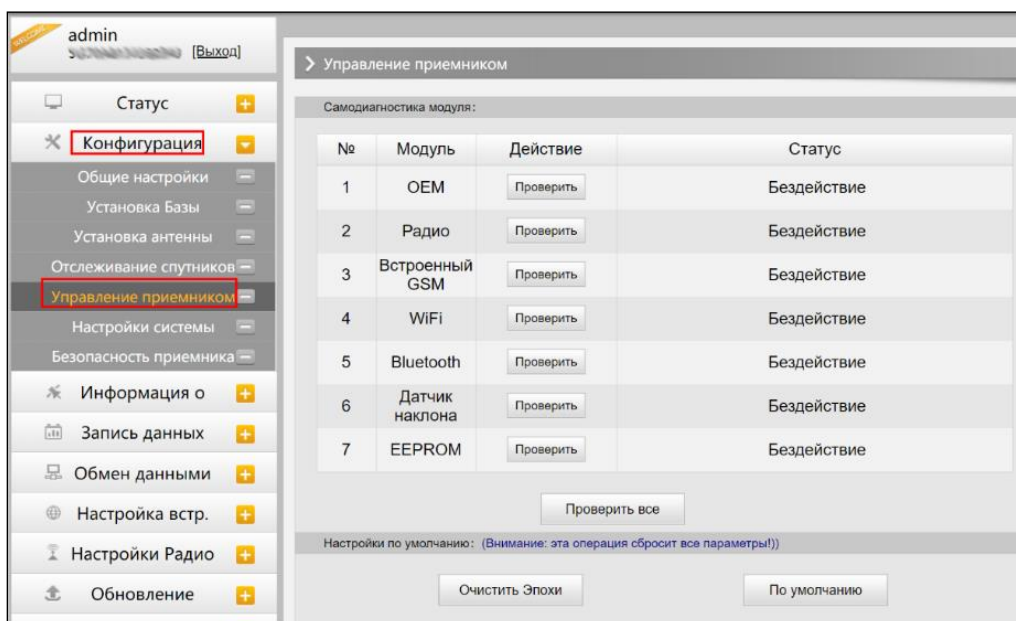 WELCOME
admin
[Выход]
Статус
Конфигурация
Общие настройки
Установка Базы
Установка антенны
Отслеживание спутников
Управление приемником
Настройки системы
Безопасность приемника
Информация о
Запись данных
Обмен данными
Настройка встр.
Настройки Радио
Обновление
Управление приемником
Самодиагностика модуля:
№ Модуль Действие Статус
1 OEM Проверить Бездействие
2 Радио Проверить Бездействие
3 Встроенный GSM Проверить Бездействие
4 WiFi Проверить Бездействие
5 Bluetooth Проверить Бездействие
6 Датчик наклона Проверить Бездействие
7 EEPROM Проверить Бездействие
Проверить все
Настройки по умолчанию: (Внимание: эта операция сбросит все параметры!))
Очистить Эпохи По умолчанию